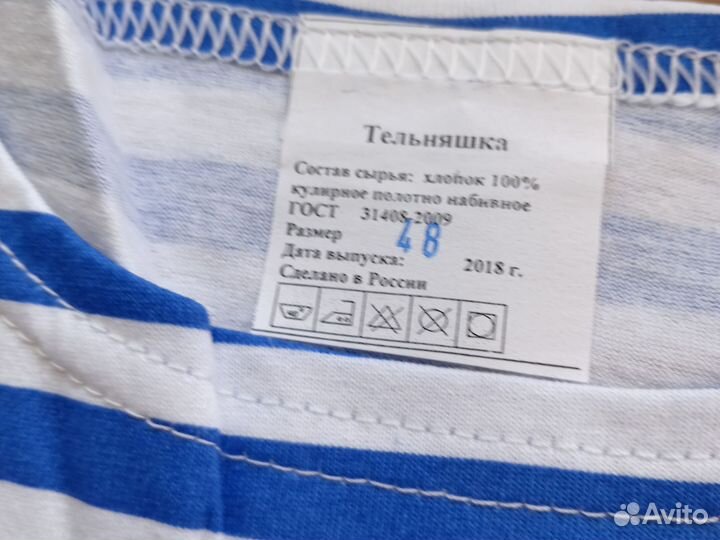 Тельняшка
Состав сырья: хлопок 100%
кулирное полотно набивное
ГОСТ 31408-2009
Размер 48
Дата выпуска: 2018 г.
Сделано в России
Avito